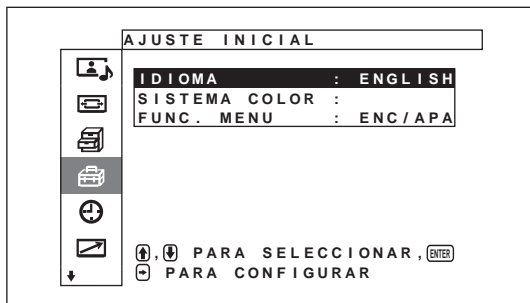 AJUSTE INICIAL
IDIOMA : ENGLISH
SISTEMA COLOR :
FUNC. MENU : ENC/APA
, PARA SELECCIONAR, ENTER
PARA CONFIGURAR